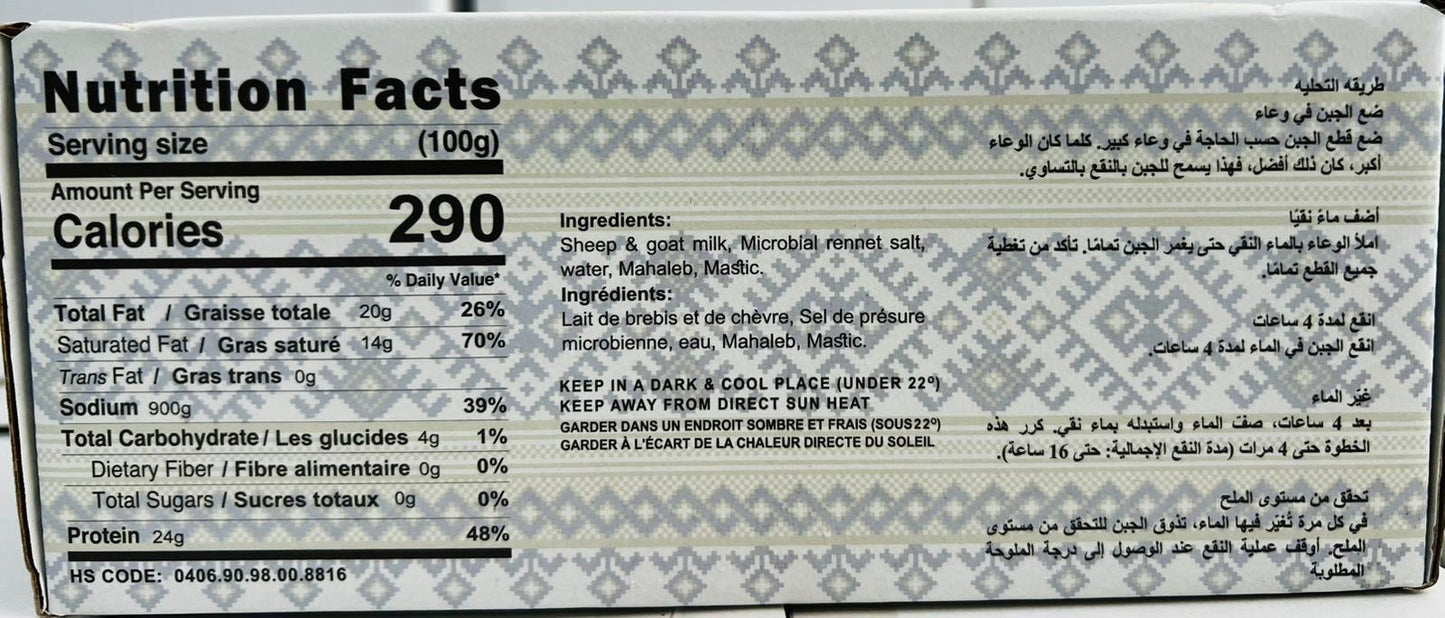 Nutrition Facts
Serving size (100g)
Amount Per Serving
Calories 290
% Daily Value*
Total Fat / Graisse totale 20g 26%
Saturated Fat / Gras saturé 14g 70%
Trans Fat / Gras trans 0g
Sodium 900g 39%
Total Carbohydrate / Les glucides 4g 1%
Dietary Fiber / Fibre alimentaire 0g 0%
Total Sugars / Sucres totaux 0g 0%
Protein 24g 48%
HS CODE: 0406.90.98.00.8816
Ingredients:
Sheep & goat milk, Microbial rennet salt,
water, Mahaleb, Mastic.
Ingrédients:
Lait de brebis et de chèvre, Sel de présure
microbienne, eau, Mahaleb, Mastic.
KEEP IN A DARK & COOL PLACE (UNDER 22º)
KEEP AWAY FROM DIRECT SUN HEAT
GARDER DANS UN ENDROIT SOMBRE ET FRAIS (SOUS 22º)
GARDER À L'ÉCART DE LA CHALEUR DIRECTE DU SOLEIL
طريقه التحليه
ضع الجبن في وعاء
ضع قطع الجبن حسب الحاجة في وعاء كبير. كلما كان الوعاء
أكبر، كان ذلك أفضل، فهذا يسمح للجبن بالنقع بالتساوي.
أضف ماءً نقيًا
املأ الوعاء بالماء النقي حتى يغمر الجبن تمامًا. تأكد من تغطية
جميع القطع تمامًا.
انقع لمدة 4 ساعات
انقع الجبن في الماء لمدة 4 ساعات.
غيّر الماء
بعد 4 ساعات، صفّ الماء واستبدله بماء نقي. كرر هذه
الخطوة حتى 4 مرات (مدة النقع الإجمالية: حتى 16 ساعة).
تحقق من مستوى الملح
في كل مرة تُغيّر فيها الماء، تذوق الجبن للتحقق من مستوى
الملح. أوقف عملية النقع عند الوصول إلى درجة الملوحة
المطلوبة